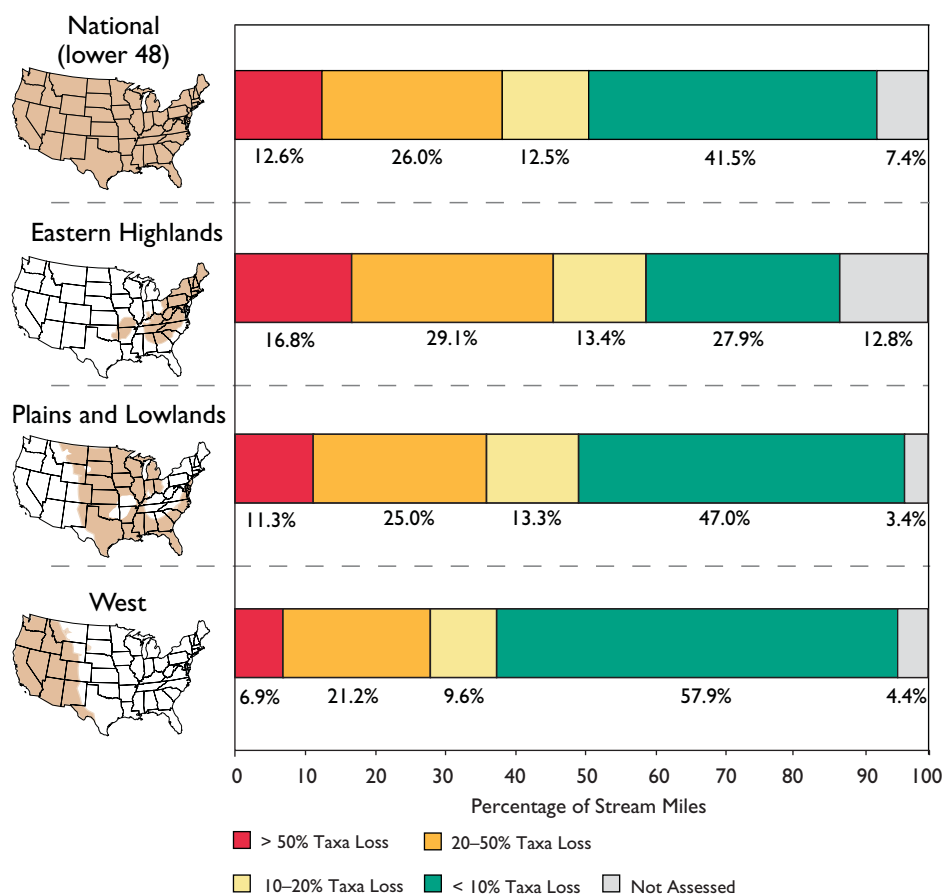 National
(lower 48)
12.6% 26.0% 12.5% 41.5% 7.4%
Eastern Highlands
16.8% 29.1% 13.4% 27.9% 12.8%
Plains and Lowlands
11.3% 25.0% 13.3% 47.0% 3.4%
West
6.9% 21.2% 9.6% 57.9% 4.4%
0 10 20 30 40 50 60 70 80 90 100
Percentage of Stream Miles
> 50% Taxa Loss 20–50% Taxa Loss
10–20% Taxa Loss < 10% Taxa Loss Not Assessed